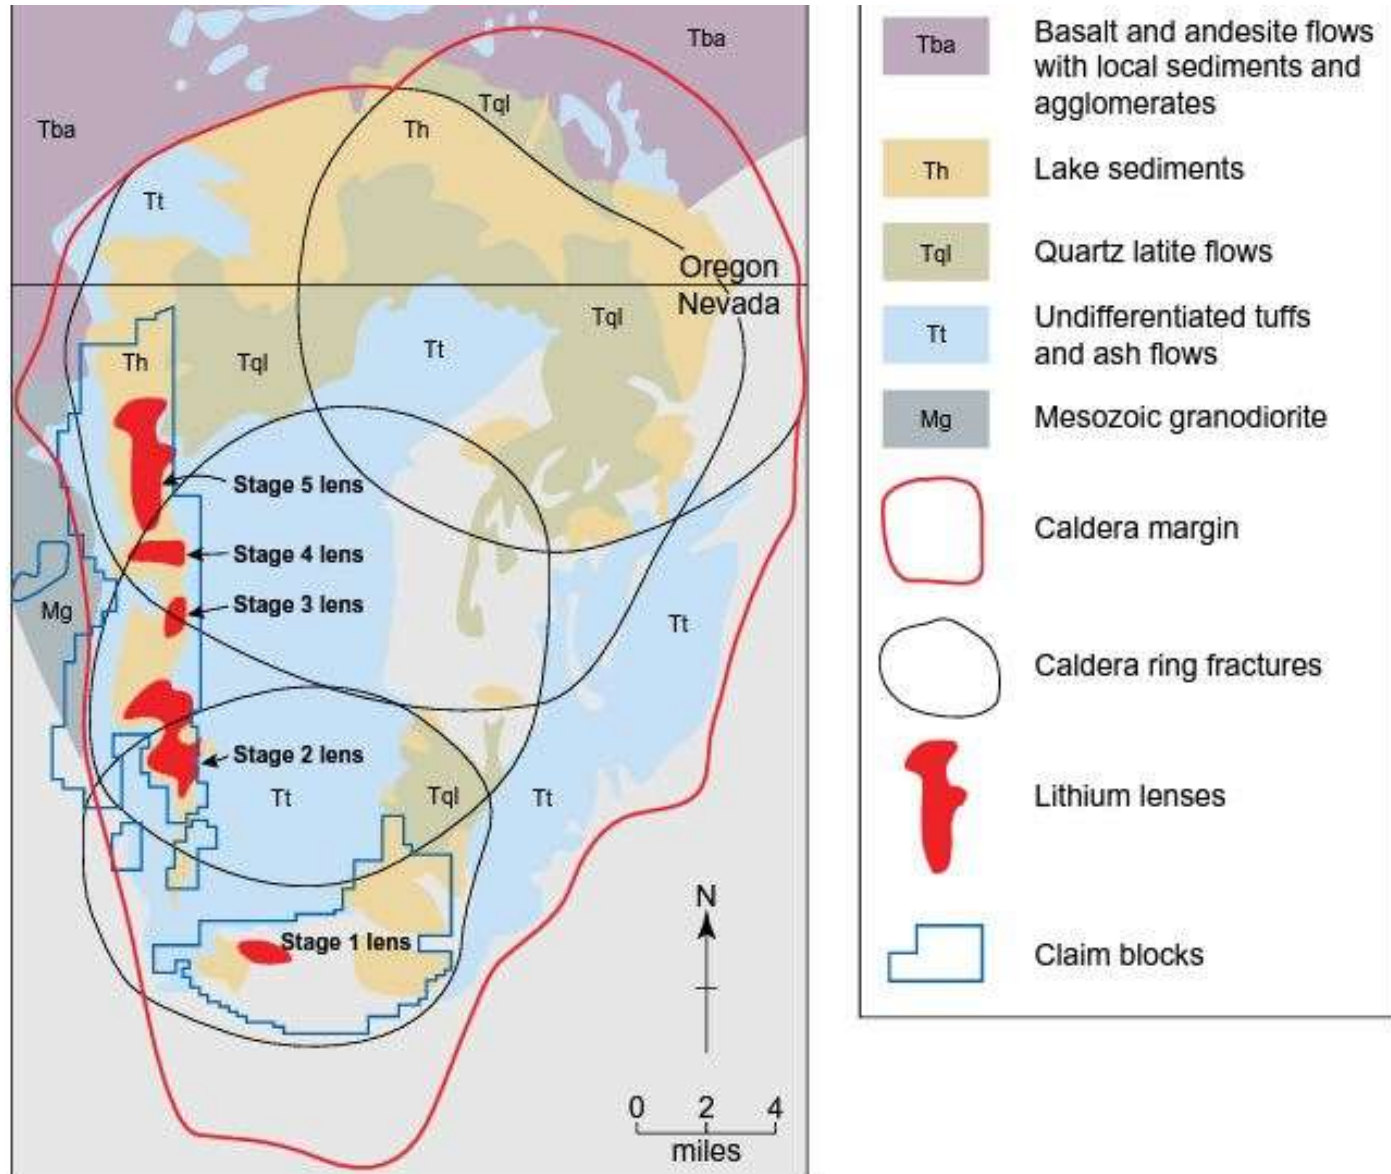 Tba
Tba
Tql
Th
Tt
Oregon
Nevada
Tql
Th
Tql
Tt
Stage 5 lens
Stage 4 lens
Stage 3 lens
Mg
Tt
Stage 2 lens
Tt
Tql
Tt
Stage 1 lens
N
0 2 4
miles
Tba
Basalt and andesite flows
with local sediments and
agglomerates
Th
Lake sediments
Tql
Quartz latite flows
Tt
Undifferentiated tuffs
and ash flows
Mg
Mesozoic granodiorite
Caldera margin
Caldera ring fractures
Lithium lenses
Claim blocks